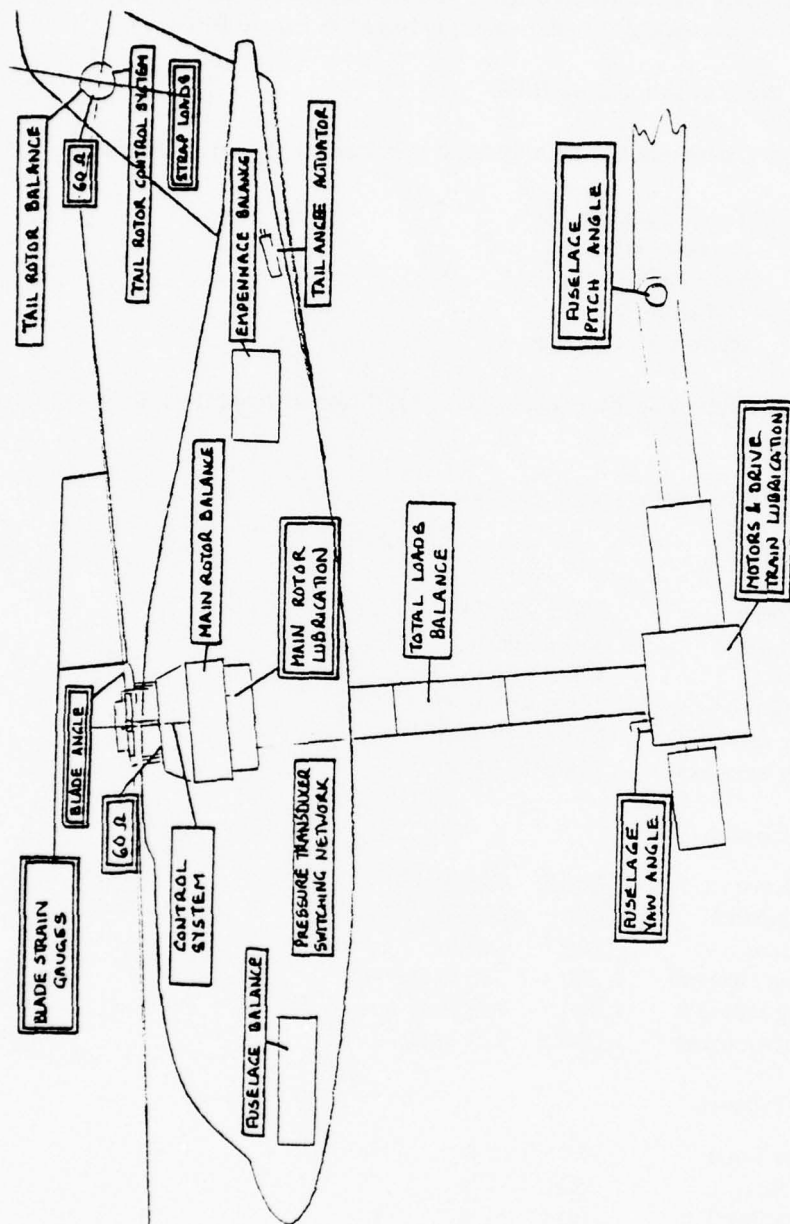 BLADE STRAIN
GAUGES
BLADE ANGLE
60 Ω
CONTROL
SYSTEM
FUSELAGE BALANCE
PRESSURE TRANSDUCER
SWITCHING NETWORK
MAIN ROTOR BALANCE
MAIN ROTOR
LUBRICATION
TAIL ROTOR BALANCE
60 Ω
TAIL ROTOR CONTROL SYSTEM
STRAP LOADS
EMPENNAGE BALANCE
TAIL ANGLE ACTUATOR
TOTAL LOADS
BALANCE
FUSELAGE
PITCH ANGLE
FUSELAGE
YAW ANGLE
MOTORS & DRIVE
TRAIN LUBRICATION